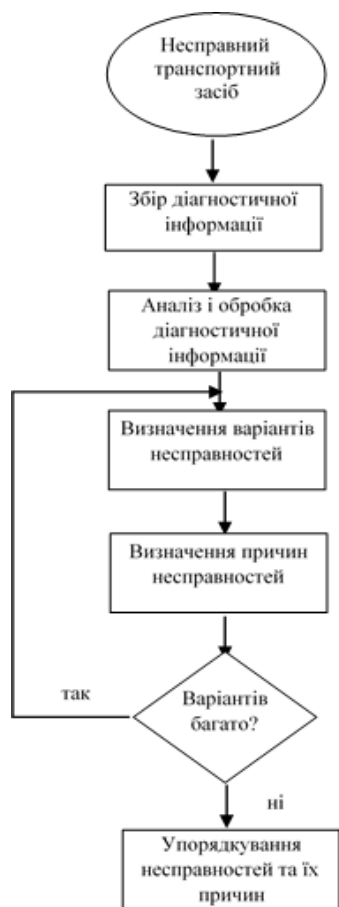 Несправний
транспортний
засіб
Збір діагностичної
інформації
Аналіз і обробка
діагностичної
інформації
Визначення варіантів
несправностей
Визначення причин
несправностей
так
Варіантів
багато?
ні
Упорядкування
несправностей та їх
причин